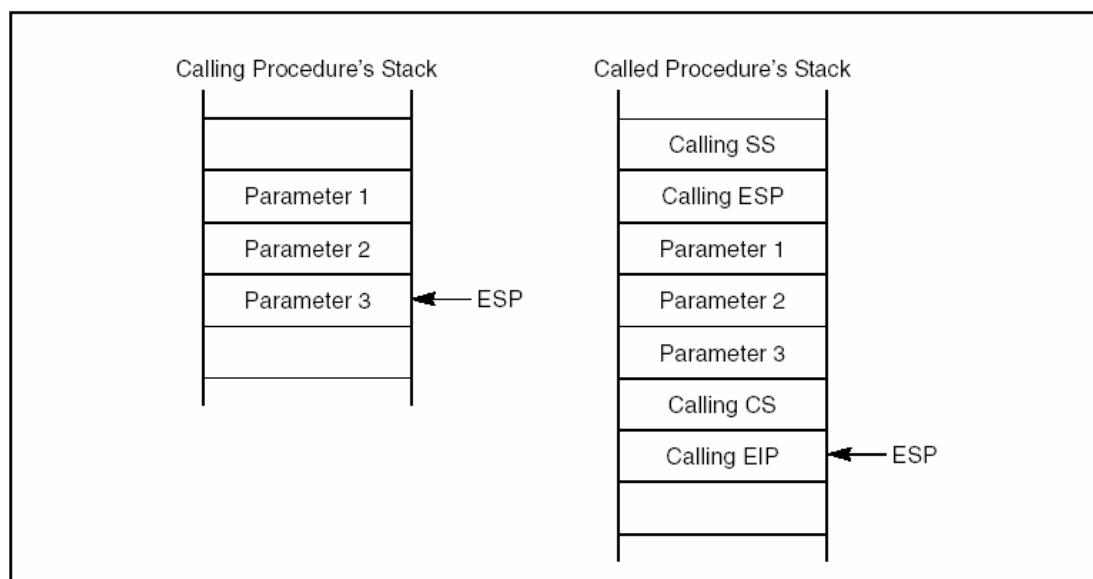 Calling Procedure's Stack
Parameter 1
Parameter 2
Parameter 3
ESP
Called Procedure's Stack
Calling SS
Calling ESP
Parameter 1
Parameter 2
Parameter 3
Calling CS
Calling EIP
ESP